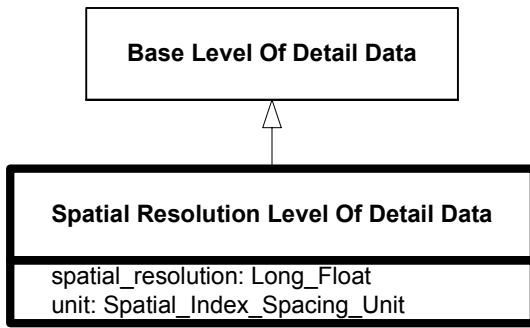 Base Level Of Detail Data
Spatial Resolution Level Of Detail Data
spatial_resolution: Long_Float
unit: Spatial_Index_Spacing_Unit